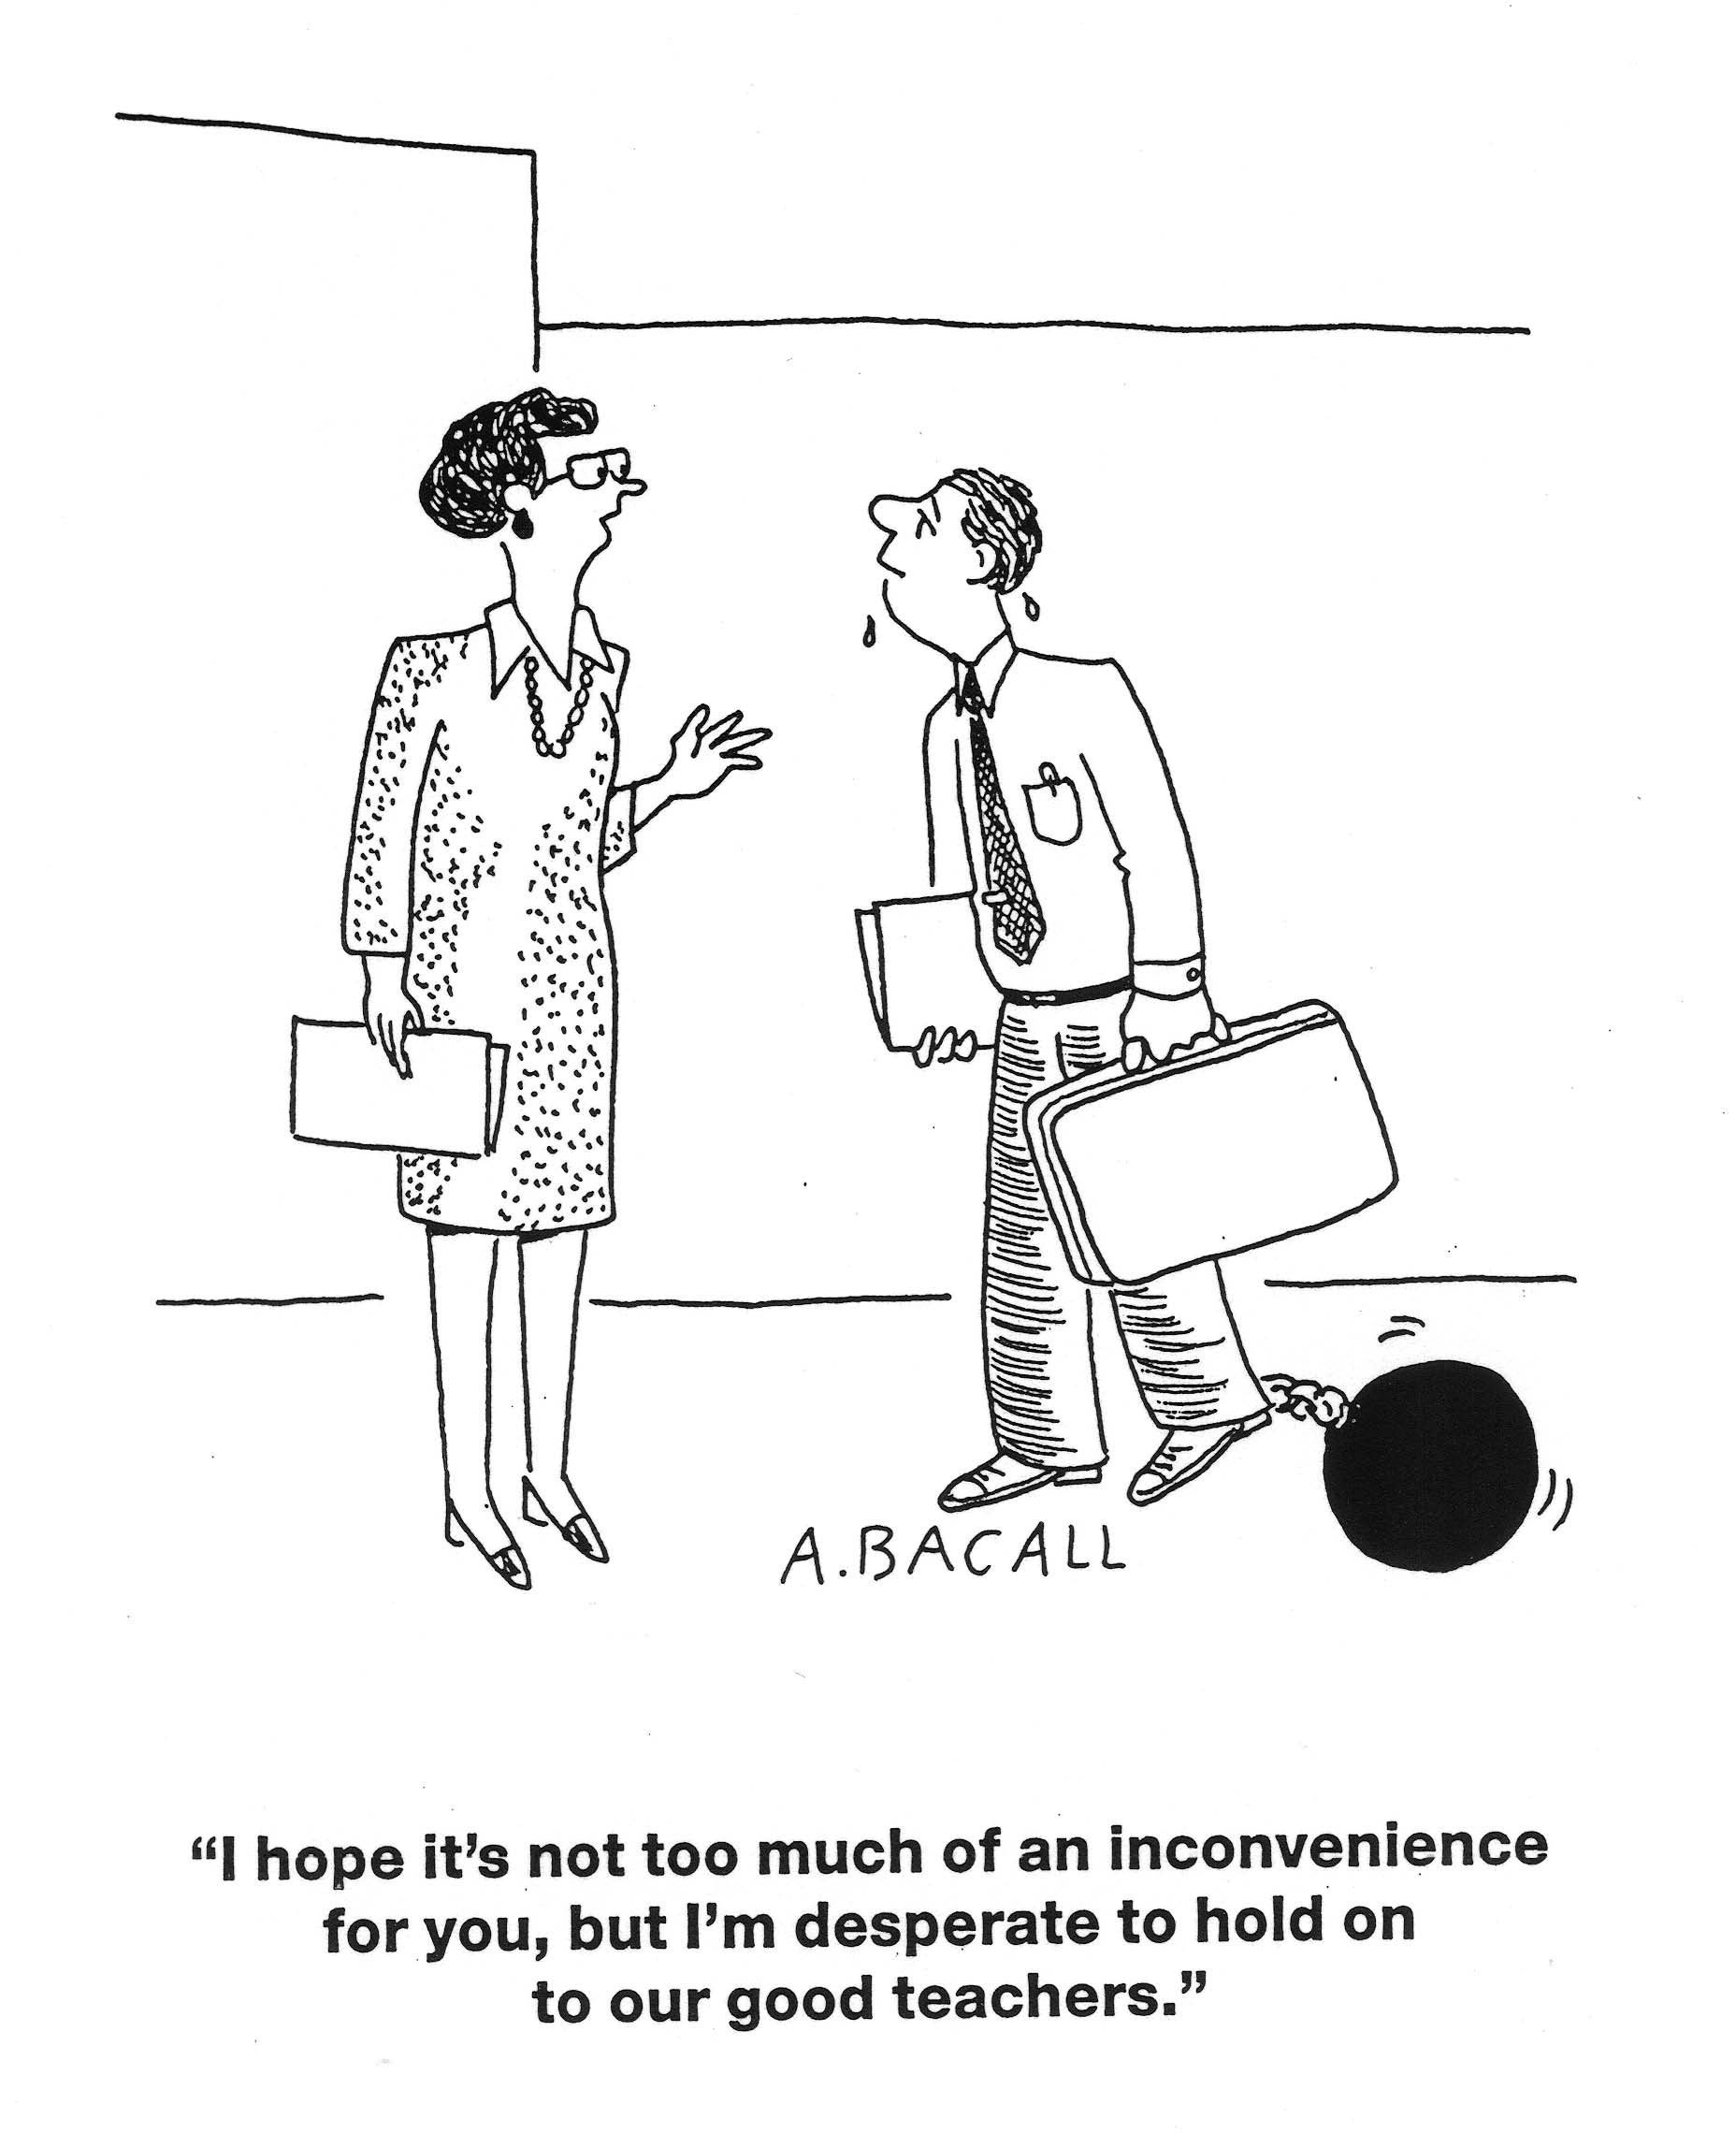 A.BACALL
“I hope it’s not too much of an inconvenience
for you, but I’m desperate to hold on
to our good teachers.”